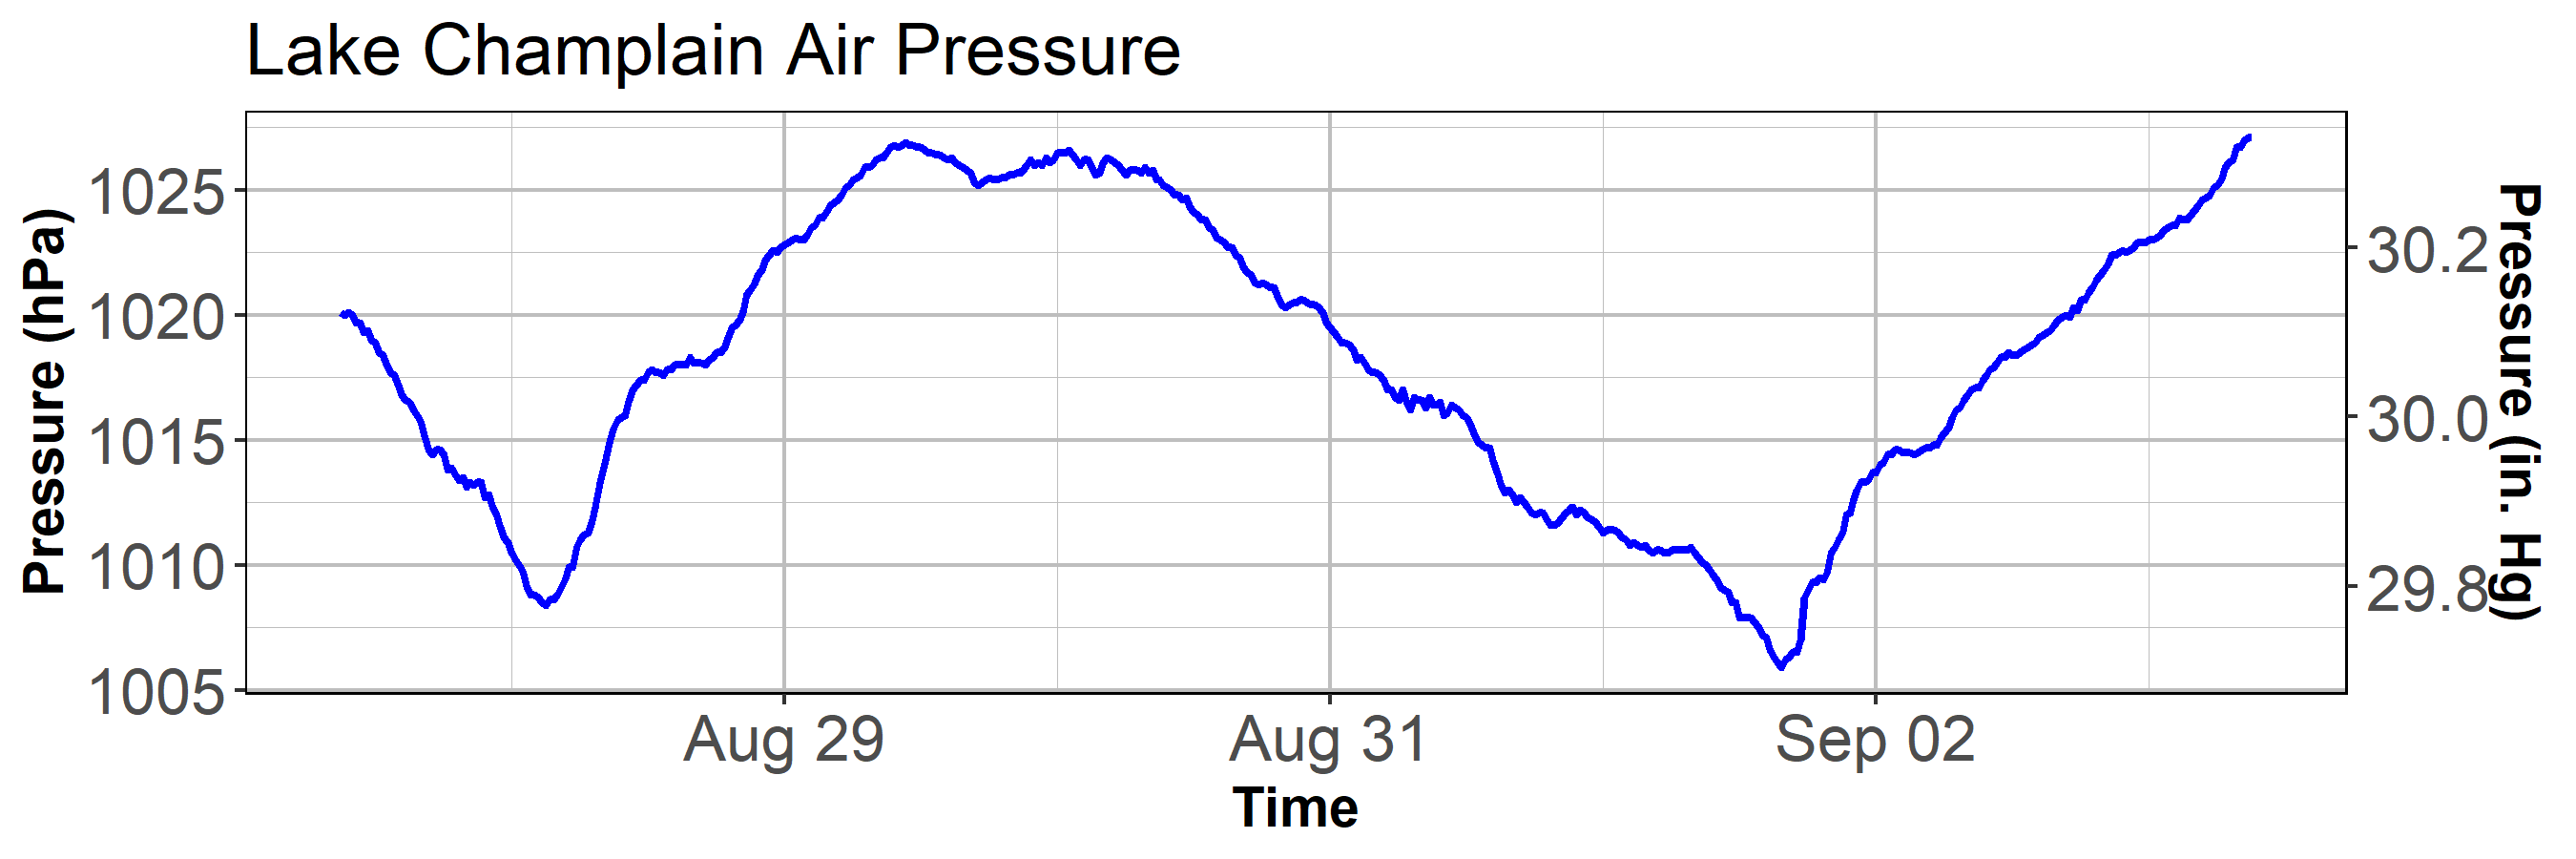 Lake Champlain Air Pressure
Pressure (hPa)
1025
1020
1015
1010
1005
30.2
30.0
29.8
Pressure (in. Hg)
Aug 29
Aug 31
Sep 02
Time